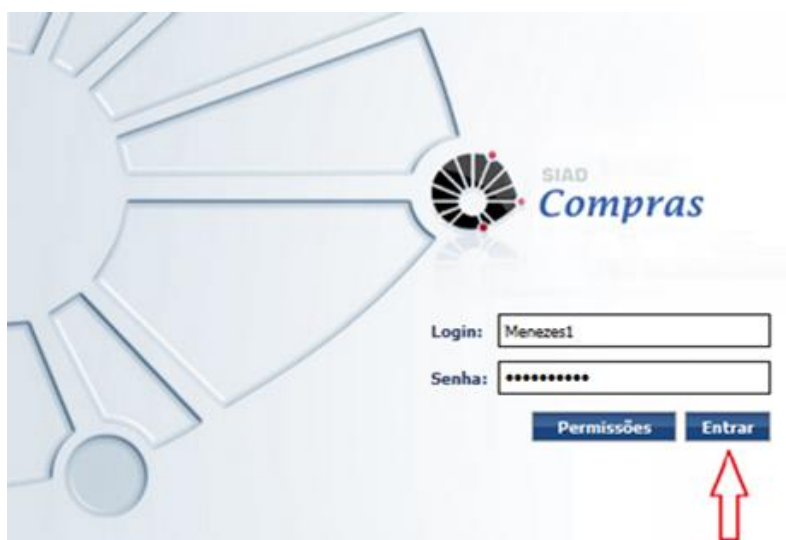 SIAD
Compras
Login: Menezes1
Senha: ••••••••••
Permissões Entrar